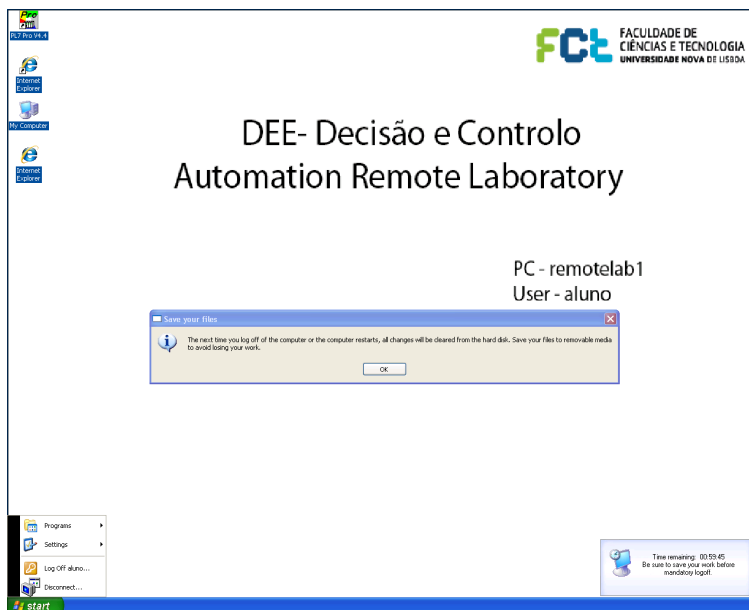 Pro
PL7 Pro V4.4
Internet
Explorer
My Computer
Internet
Explorer
FCt
FACULDADE DE
CIÊNCIAS E TECNOLOGIA
UNIVERSIDADE NOVA DE LISBOA
DEE- Decisão e Controlo
Automation Remote Laboratory
PC - remotelab1
User - aluno
Save your files
The next time you log off of the computer or the computer restarts, all changes will be cleared from the hard disk. Save your files to removable media
to avoid losing your work.
OK
Programs
Settings
Log Off aluno...
Disconnect...
Time remaining: 00:59:45
Be sure to save your work before
mandatory logoff.
start